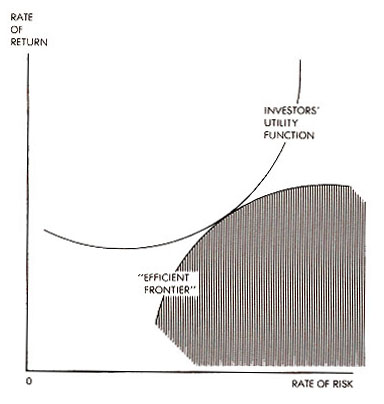 RATE
OF
RETURN
INVESTORS'
UTILITY
FUNCTION
"EFFICIENT
FRONTIER"
0
RATE OF RISK